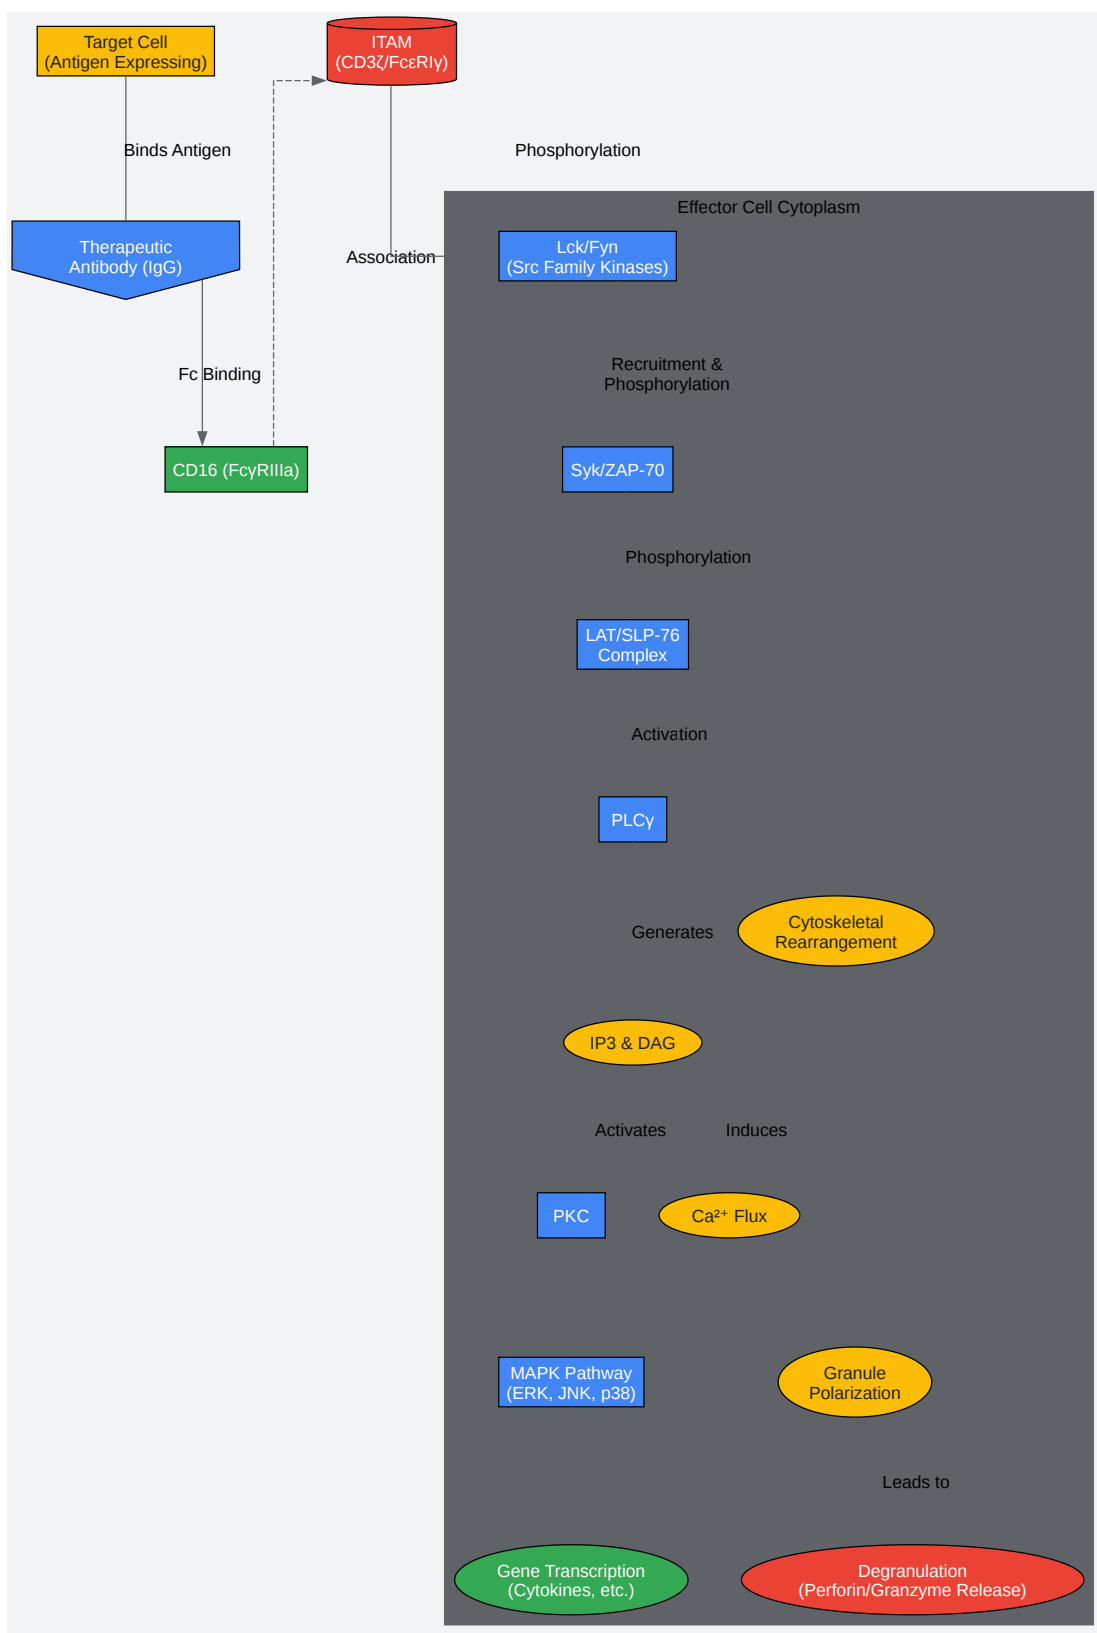 Target Cell
(Antigen Expressing)
ITAM
(CD3ζ/FcεRIγ)
Binds Antigen
Phosphorylation
Effector Cell Cytoplasm
Therapeutic
Antibody (IgG)
Association
Lck/Fyn
(Src Family Kinases)
Fc Binding
Recruitment &
Phosphorylation
CD16 (FcγRIIIa)
Syk/ZAP-70
Phosphorylation
LAT/SLP-76
Complex
Activation
PLCγ
Generates
Cytoskeletal
Rearrangement
IP3 & DAG
Activates
Induces
PKC
Ca²⁺ Flux
MAPK Pathway
(ERK, JNK, p38)
Granule
Polarization
Leads to
Gene Transcription
(Cytokines, etc.)
Degranulation
(Perforin/Granzyme Release)